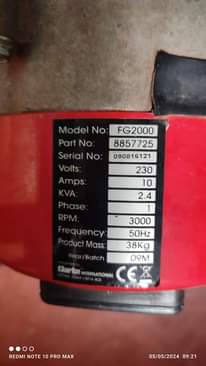 Model No: FG2000
Part No: 8857725
Serial No: 090816121
Volts: 230
Amps: 10
KVA: 2.4
Phase: 1
RPM: 3000
Frequency: 50Hz
Product Mass: 38Kg
Year/Batch 09M
Clarke INTERNATIONAL
CE
REDMI NOTE 10 PRO MAX
05/05/2024 09:21